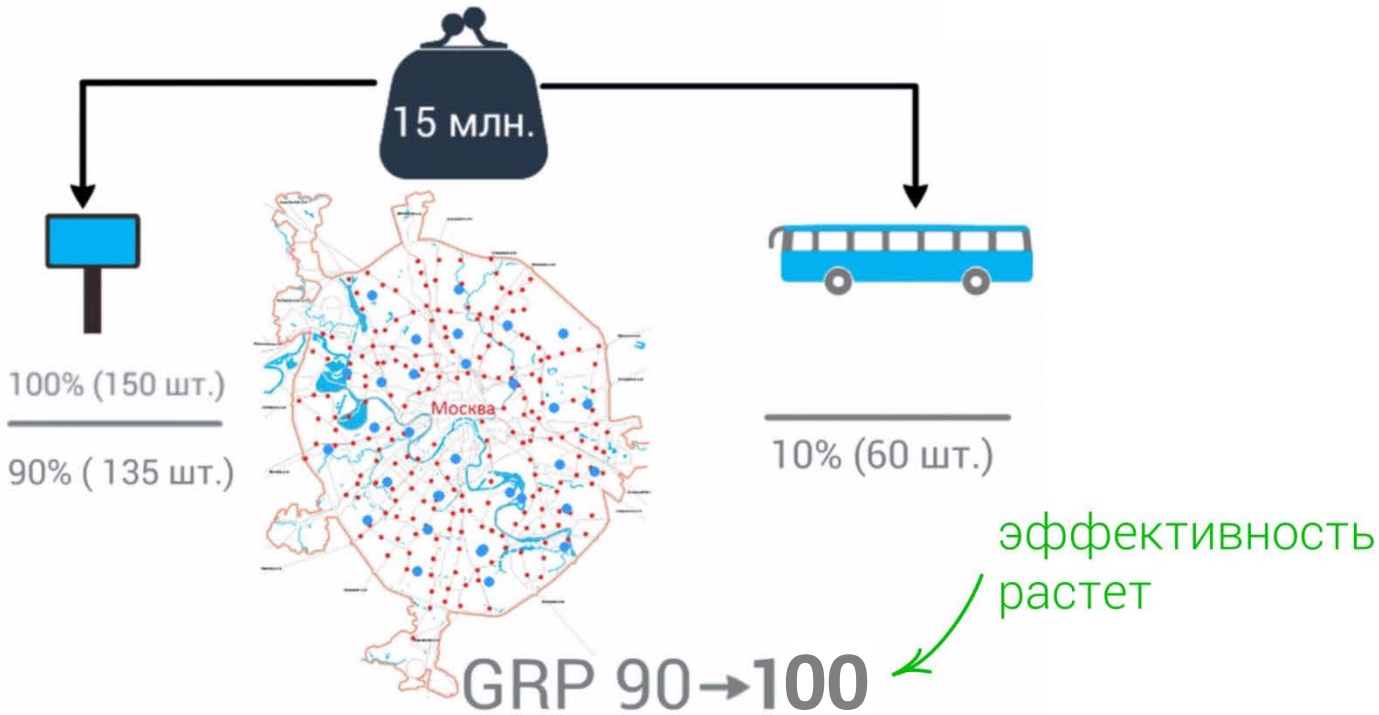 15 млн.
100% (150 шт.)
90% ( 135 шт.)
Москва
10% (60 шт.)
эффективность
растет
GRP 90→100